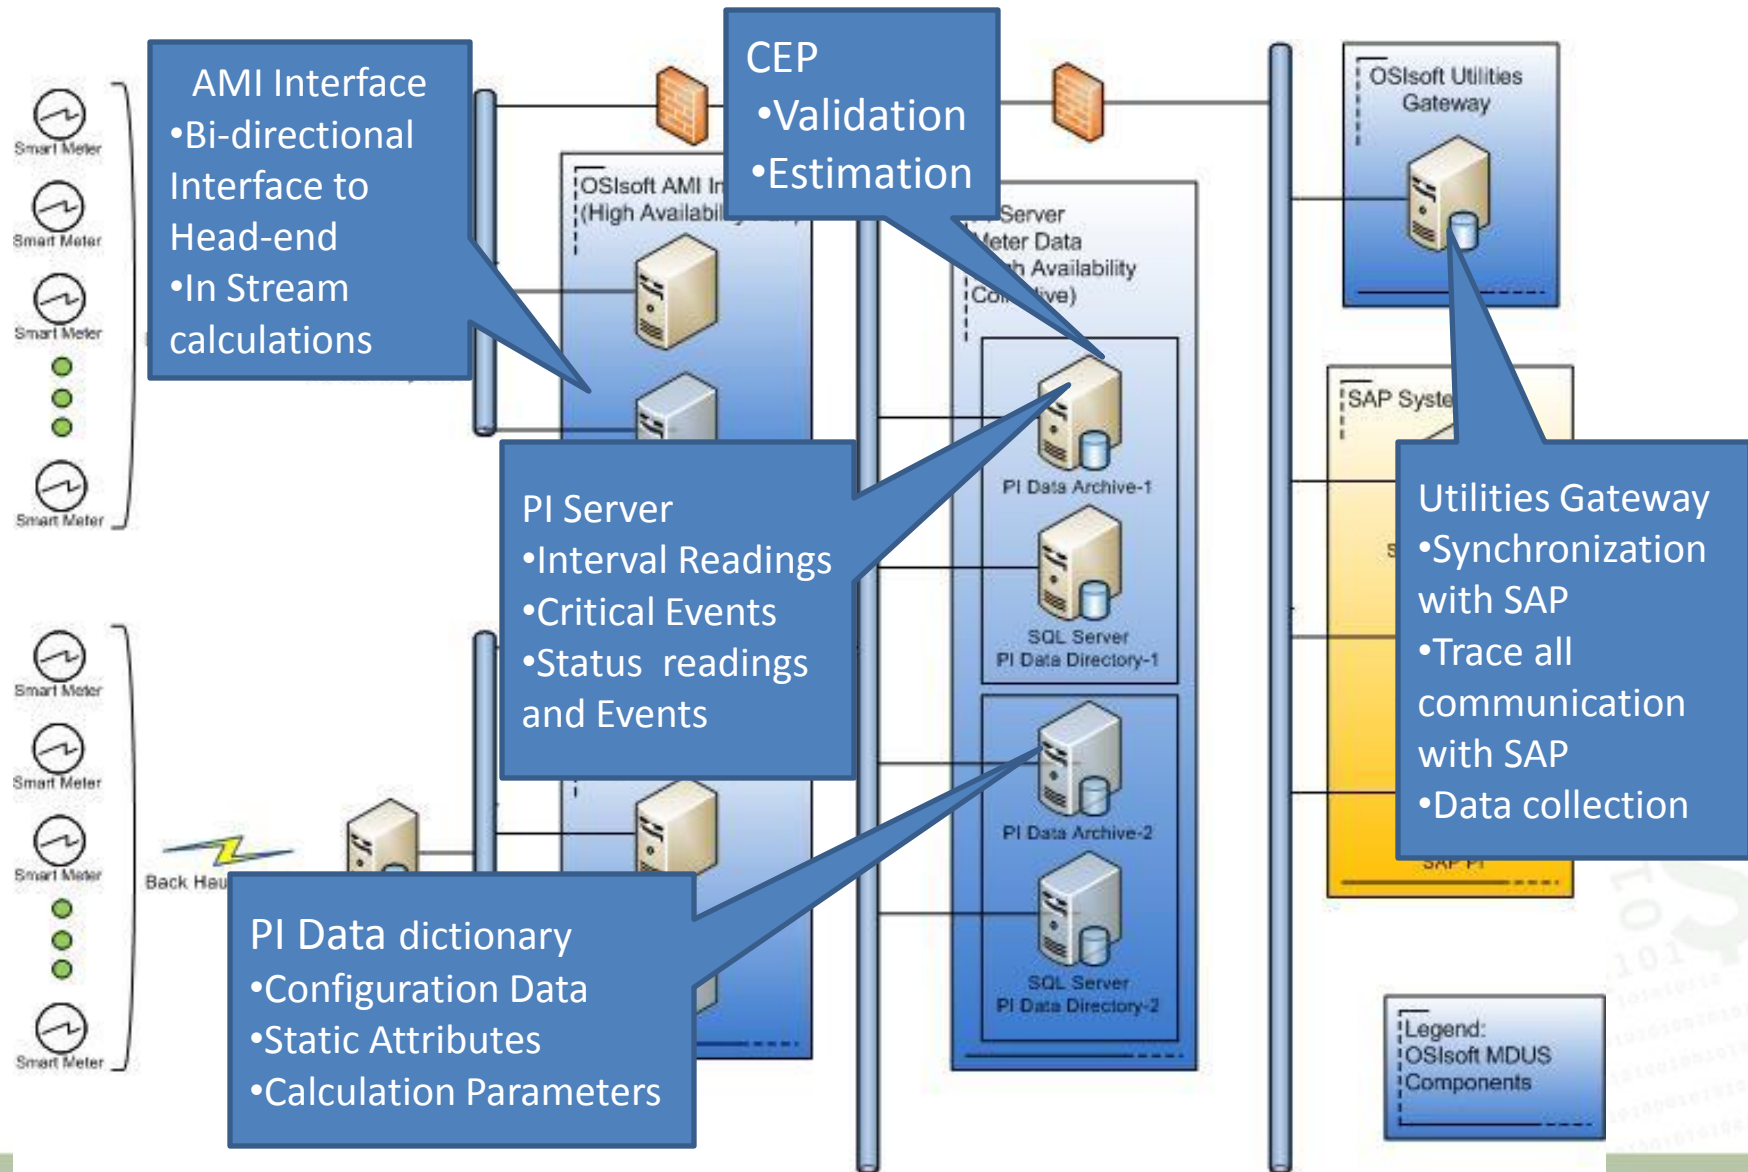 AMI Interface
•Bi-directional
Interface to
Head-end
•In Stream
calculations
CEP
•Validation
•Estimation
OSIsoft Utilities
Gateway
Smart Meter
Smart Meter
Smart Meter
Smart Meter
OSIsoft AMI
(High
Server
Meter Data
Availability
PI Data Archive-1
SQL Server
PI Data Directory-1
PI Data Archive-2
SQL Server
PI Data Directory-2
SAP
SAP PI
PI Server
•Interval Readings
•Critical Events
•Status readings
and Events
Utilities Gateway
•Synchronization
with SAP
•Trace all
communication
with SAP
•Data collection
Smart Meter
Smart Meter
Smart Meter
Smart Meter
Back
PI Data dictionary
•Configuration Data
•Static Attributes
•Calculation Parameters
Legend:
OSIsoft MDUS
Components